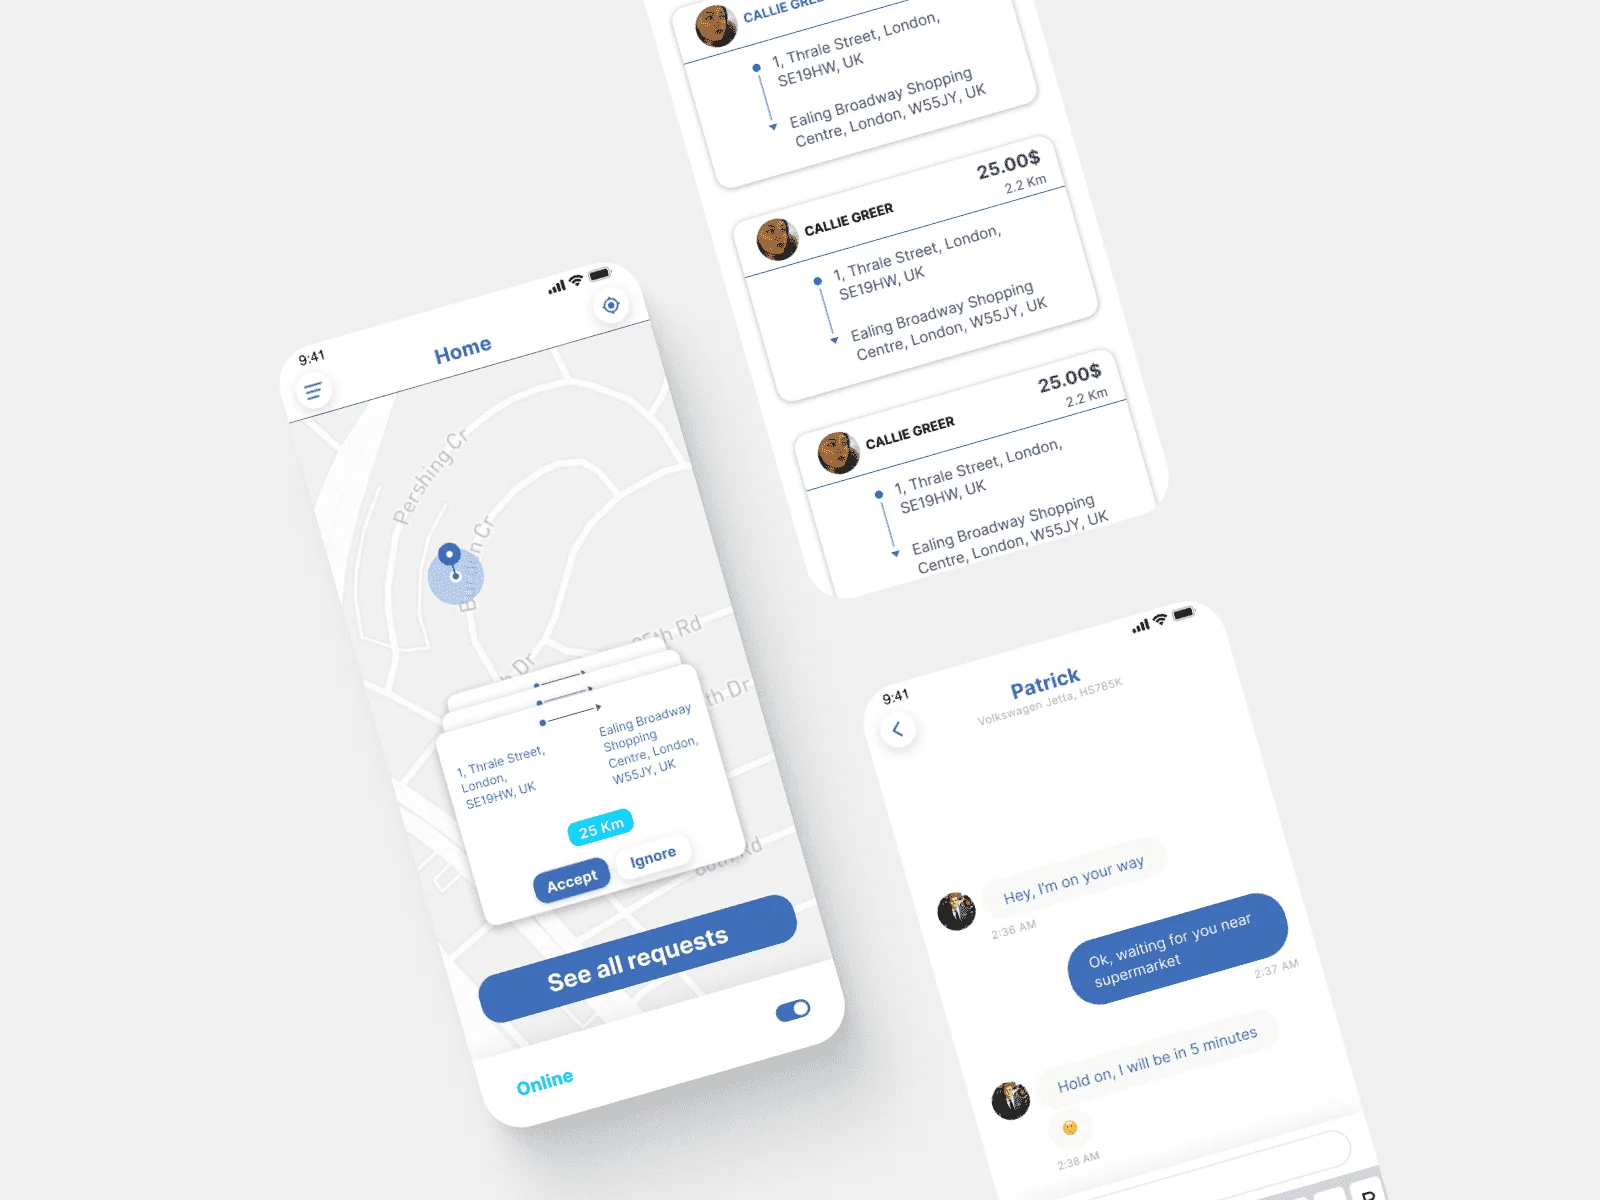 CALLIE
1, Thrale Street, London,
SE19HW, UK
Ealing Broadway Shopping
Centre, London, W55JY, UK
25.00$
2.2 Km
CALLIE GREER
1, Thrale Street, London,
SE19HW, UK
Ealing Broadway Shopping
Centre, London, W55JY, UK
25.00$
2.2 Km
CALLIE GREER
1, Thrale Street, London,
SE19HW, UK
Ealing Broadway Shopping
Centre, London, W55JY, UK
9:41
Home
Pershing Cr
Cr
Rd
Dr
th Dr
Rd
1, Thrale Street,
London,
SE19HW, UK
Ealing Broadway
Shopping
Centre, London,
W55JY, UK
25 Km
Accept
Ignore
See all requests
Online
9:41
Patrick
Volkswagen Jetta, HS785K
Hey, I'm on your way
2:36 AM
Ok, waiting for you near
supermarket
2:37 AM
Hold on, I will be in 5 minutes
2:38 AM